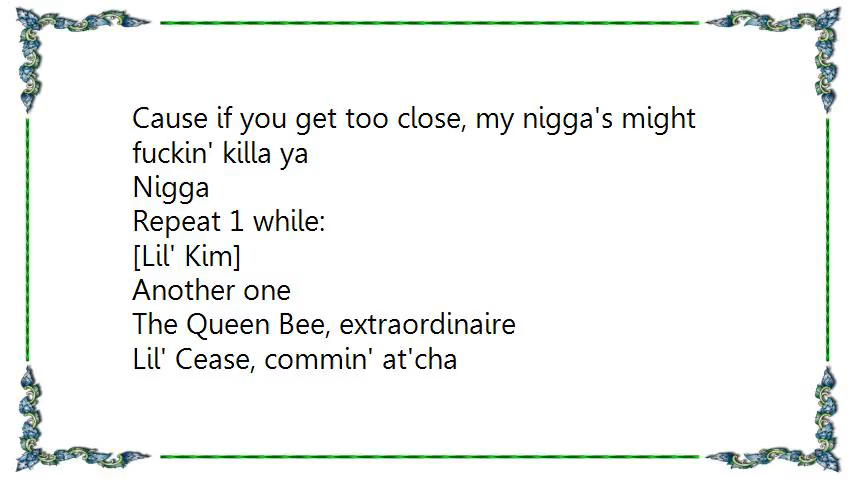 Cause if you get too close, my nigga's might
fuckin' killa ya
Nigga
Repeat 1 while:
[Lil' Kim]
Another one
The Queen Bee, extraordinaire
Lil' Cease, commin' at'cha